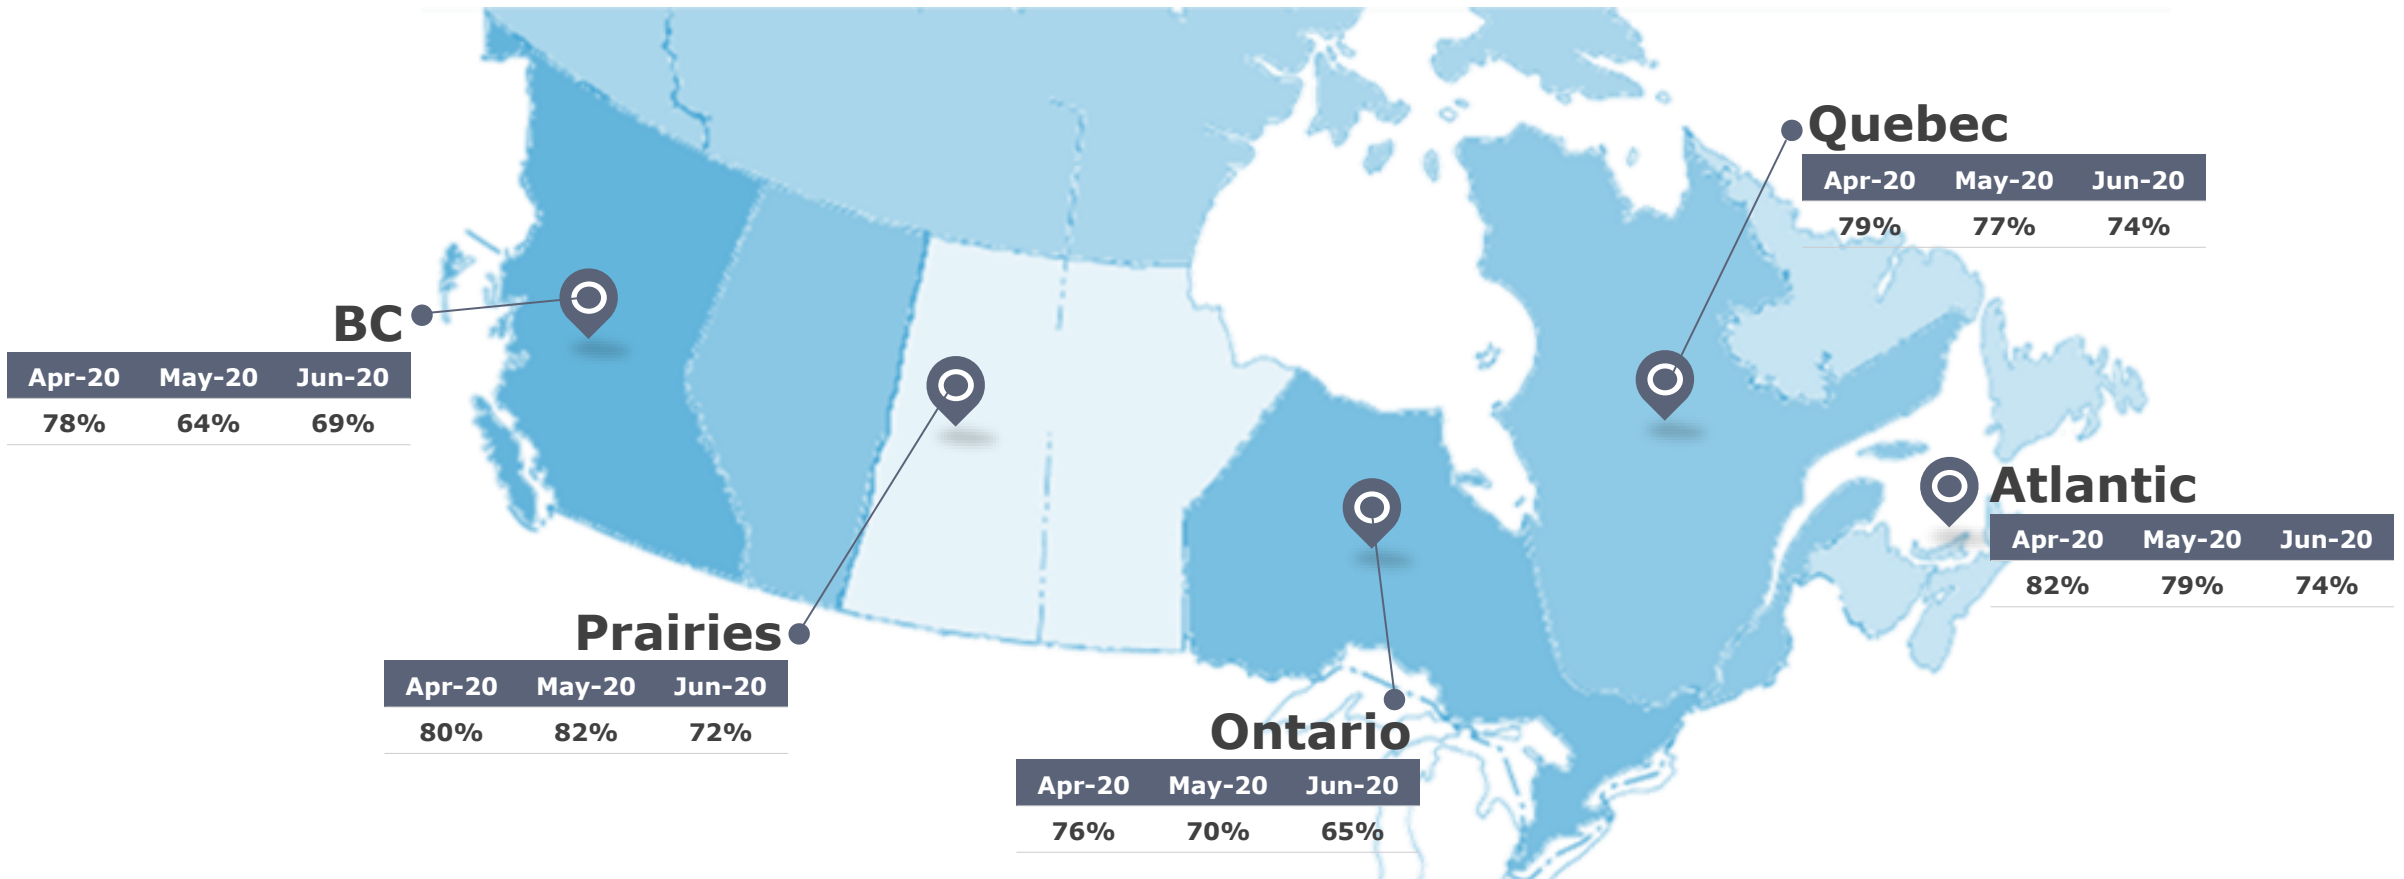 Quebec
Apr-20 May-20 Jun-20
79% 77% 74%
BC
Apr-20 May-20 Jun-20
78% 64% 69%
Atlantic
Apr-20 May-20 Jun-20
82% 79% 74%
Prairies
Apr-20 May-20 Jun-20
80% 82% 72%
Ontario
Apr-20 May-20 Jun-20
76% 70% 65%